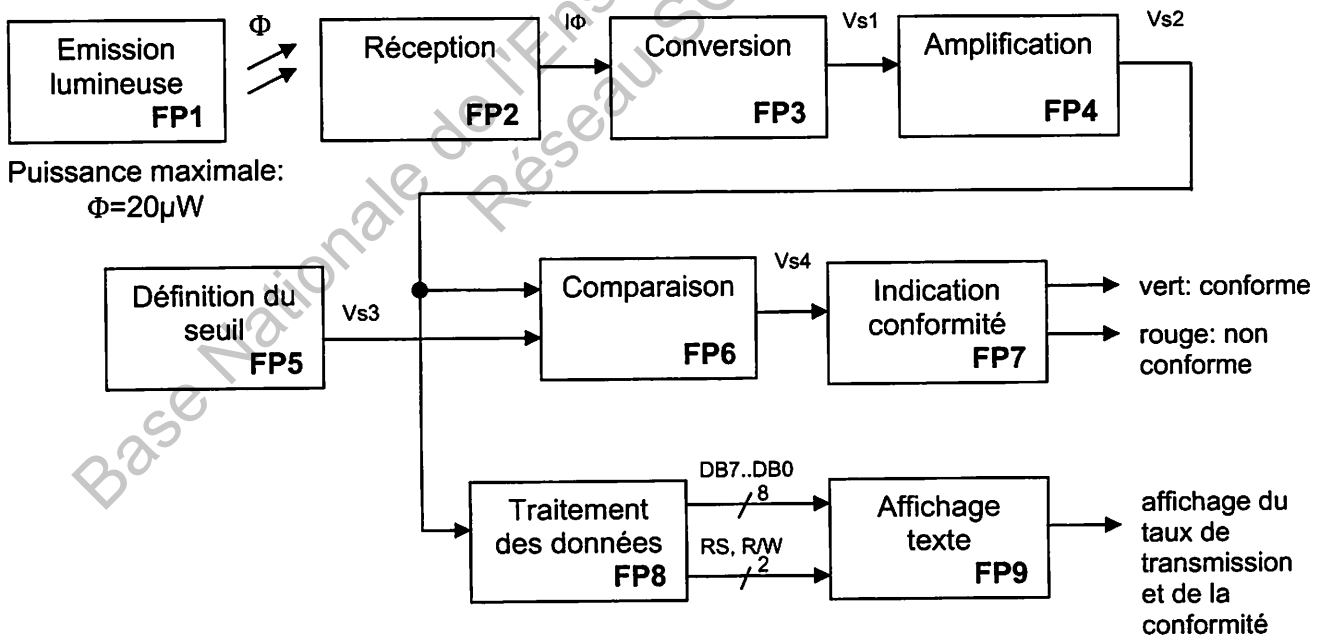 Emission
lumineuse
FP1
Φ
Réception
FP2
IΦ
Conversion
FP3
Vs1
Amplification
FP4
Vs2
Puissance maximale:
Φ=20µW
Définition du
seuil
FP5
Vs3
Comparaison
FP6
Vs4
Indication
conformité
FP7
vert: conforme
rouge: non
conforme
Traitement
des données
FP8
DB7..DB0
8
RS, R/W
2
Affichage
texte
FP9
affichage du
taux de
transmission
et de la
conformité
Base Nationale de l'Ens
Réseau